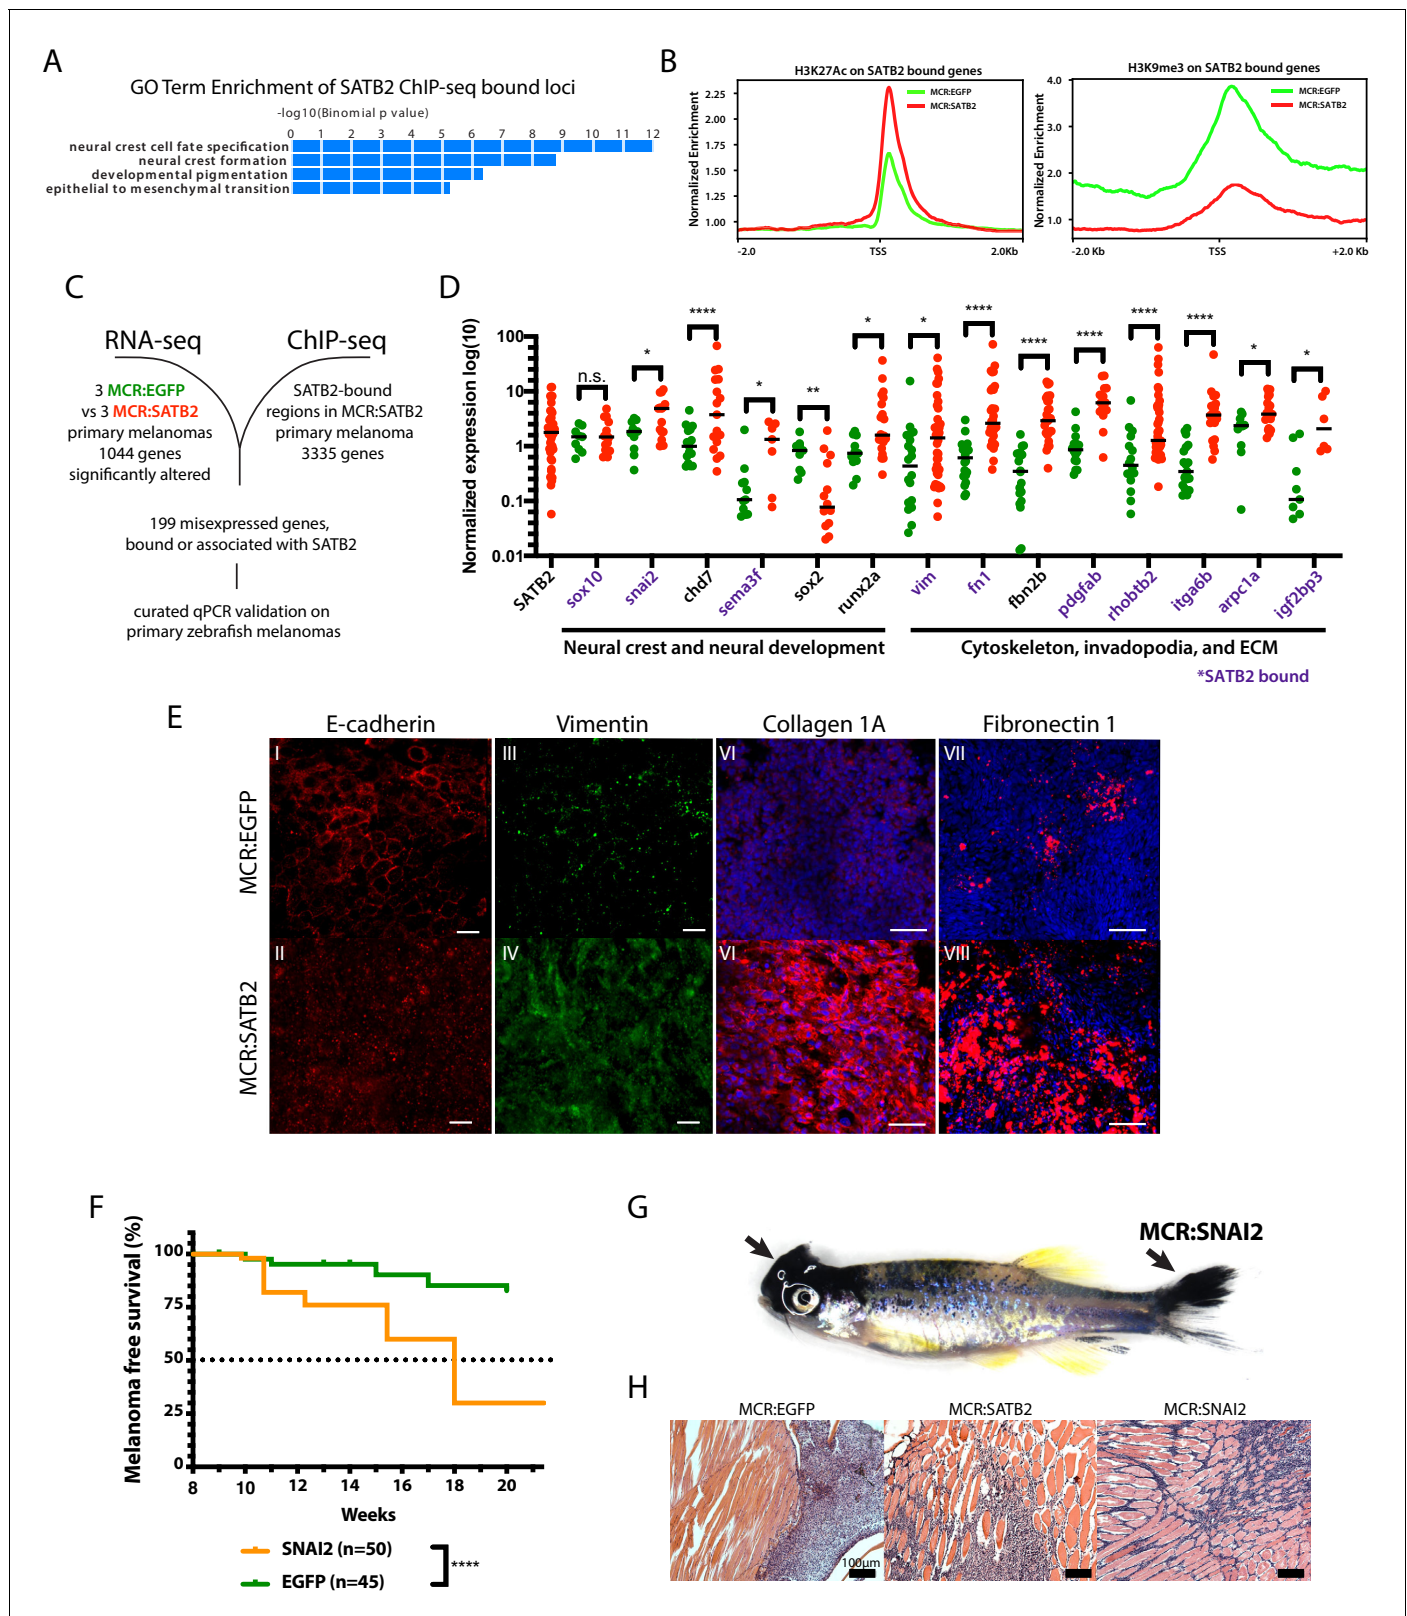 A
GO Term Enrichment of SATB2 ChIP-seq bound loci
-log10(Binomial p value)
0 1 2 3 4 5 6 7 8 9 10 11 12
neural crest cell fate specification
neural crest formation
developmental pigmentation
epithelial to mesenchymal transition
B
H3K27Ac on SATB2 bound genes
Normalized Enrichment
2.25
2.00
1.75
1.50
1.25
1.00
MCR:EGFP
MCR:SATB2
-2.0 TSS 2.0Kb
H3K9me3 on SATB2 bound genes
Normalized Enrichment
4.0
3.0
2.0
1.0
MCR:EGFP
MCR:SATB2
-2.0 Kb TSS +2.0 Kb
C
RNA-seq
3 MCR:EGFP
vs 3 MCR:SATB2
primary melanomas
1044 genes
significantly altered
ChIP-seq
SATB2-bound
regions in MCR:SATB2
primary melanoma
3335 genes
199 misexpressed genes,
bound or associated with SATB2
curated qPCR validation on
primary zebrafish melanomas
D
Normalized expression log(10)
100
10
1
0.1
0.01
n.s. * **** * ** * * **** **** **** **** **** * *
SATB2 sox10 snai2 chd7 sema3f sox2 runx2a vim fn1 fbn2b pdgfab rhobtb2 itga6b arpc1a igf2bp3
Neural crest and neural development
Cytoskeleton, invadopodia, and ECM
*SATB2 bound
E
E-cadherin Vimentin Collagen 1A Fibronectin 1
MCR:EGFP
I III VI VII
MCR:SATB2
II IV VI VIII
F
Melanoma free survival (%)
100
75
50
25
0
8 10 12 14 16 18 20
Weeks
SNAI2 (n=50)
EGFP (n=45)
****
G
MCR:SNAI2
H
MCR:EGFP MCR:SATB2 MCR:SNAI2
100μm